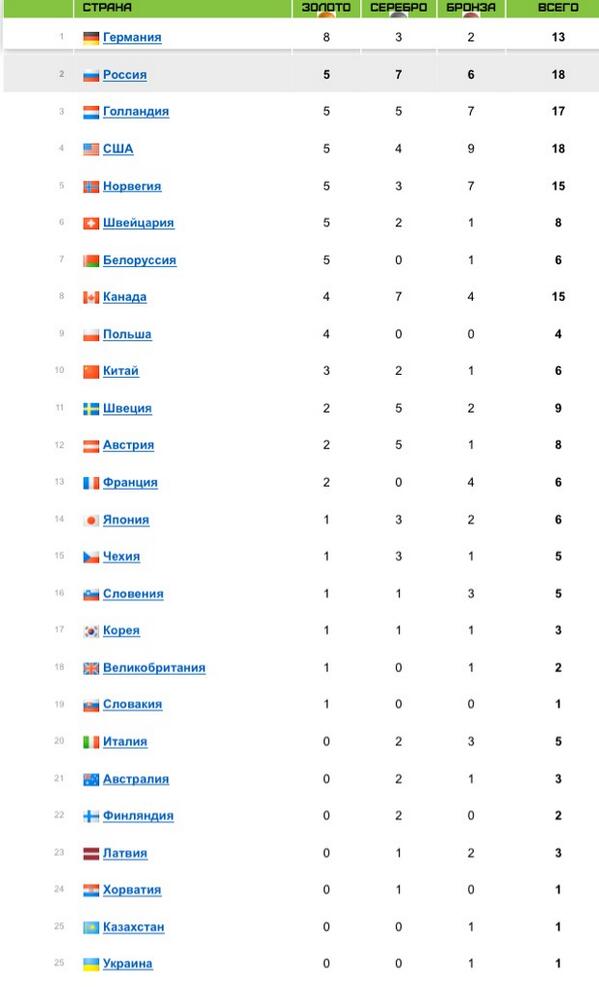 СТРАНА ЗОЛОТО СЕРЕБРО БРОНЗА ВСЕГО
1 Германия 8 3 2 13
2 Россия 5 7 6 18
3 Голландия 5 5 7 17
4 США 5 4 9 18
5 Норвегия 5 3 7 15
6 Швейцария 5 2 1 8
7 Белоруссия 5 0 1 6
8 Канада 4 7 4 15
9 Польша 4 0 0 4
10 Китай 3 2 1 6
11 Швеция 2 5 2 9
12 Австрия 2 5 1 8
13 Франция 2 0 4 6
14 Япония 1 3 2 6
15 Чехия 1 3 1 5
16 Словения 1 1 3 5
17 Корея 1 1 1 3
18 Великобритания 1 0 1 2
19 Словакия 1 0 0 1
20 Италия 0 2 3 5
21 Австралия 0 2 1 3
22 Финляндия 0 2 0 2
23 Латвия 0 1 2 3
24 Хорватия 0 1 0 1
25 Казахстан 0 0 1 1
25 Украина 0 0 1 1